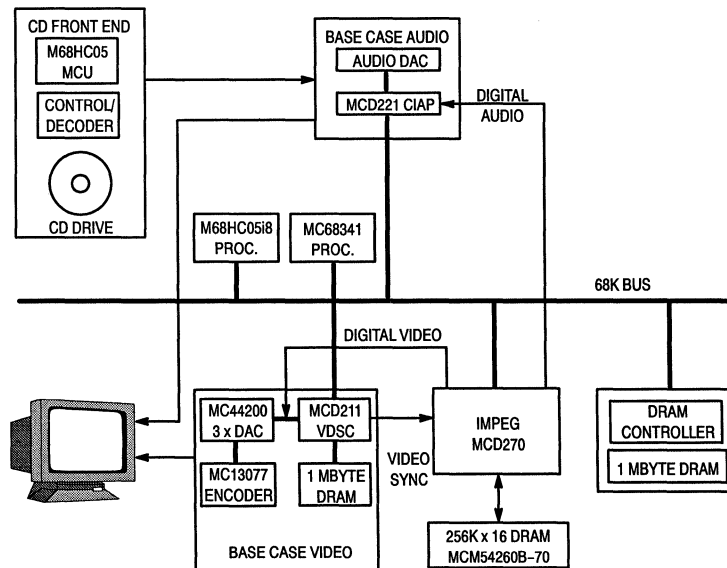 CD FRONT END
M68HC05
MCU
CONTROL/
DECODER
CD DRIVE
BASE CASE AUDIO
AUDIO DAC
MCD221 CIAP
DIGITAL
AUDIO
M68HC05i8
PROC.
MC68341
PROC.
68K BUS
DIGITAL VIDEO
MC44200
3 x DAC
MCD211
VDSC
MC13077
ENCODER
1 MBYTE
DRAM
BASE CASE VIDEO
VIDEO
SYNC
IMPEG
MCD270
256K x 16 DRAM
MCM54260B-70
DRAM
CONTROLLER
1 MBYTE DRAM